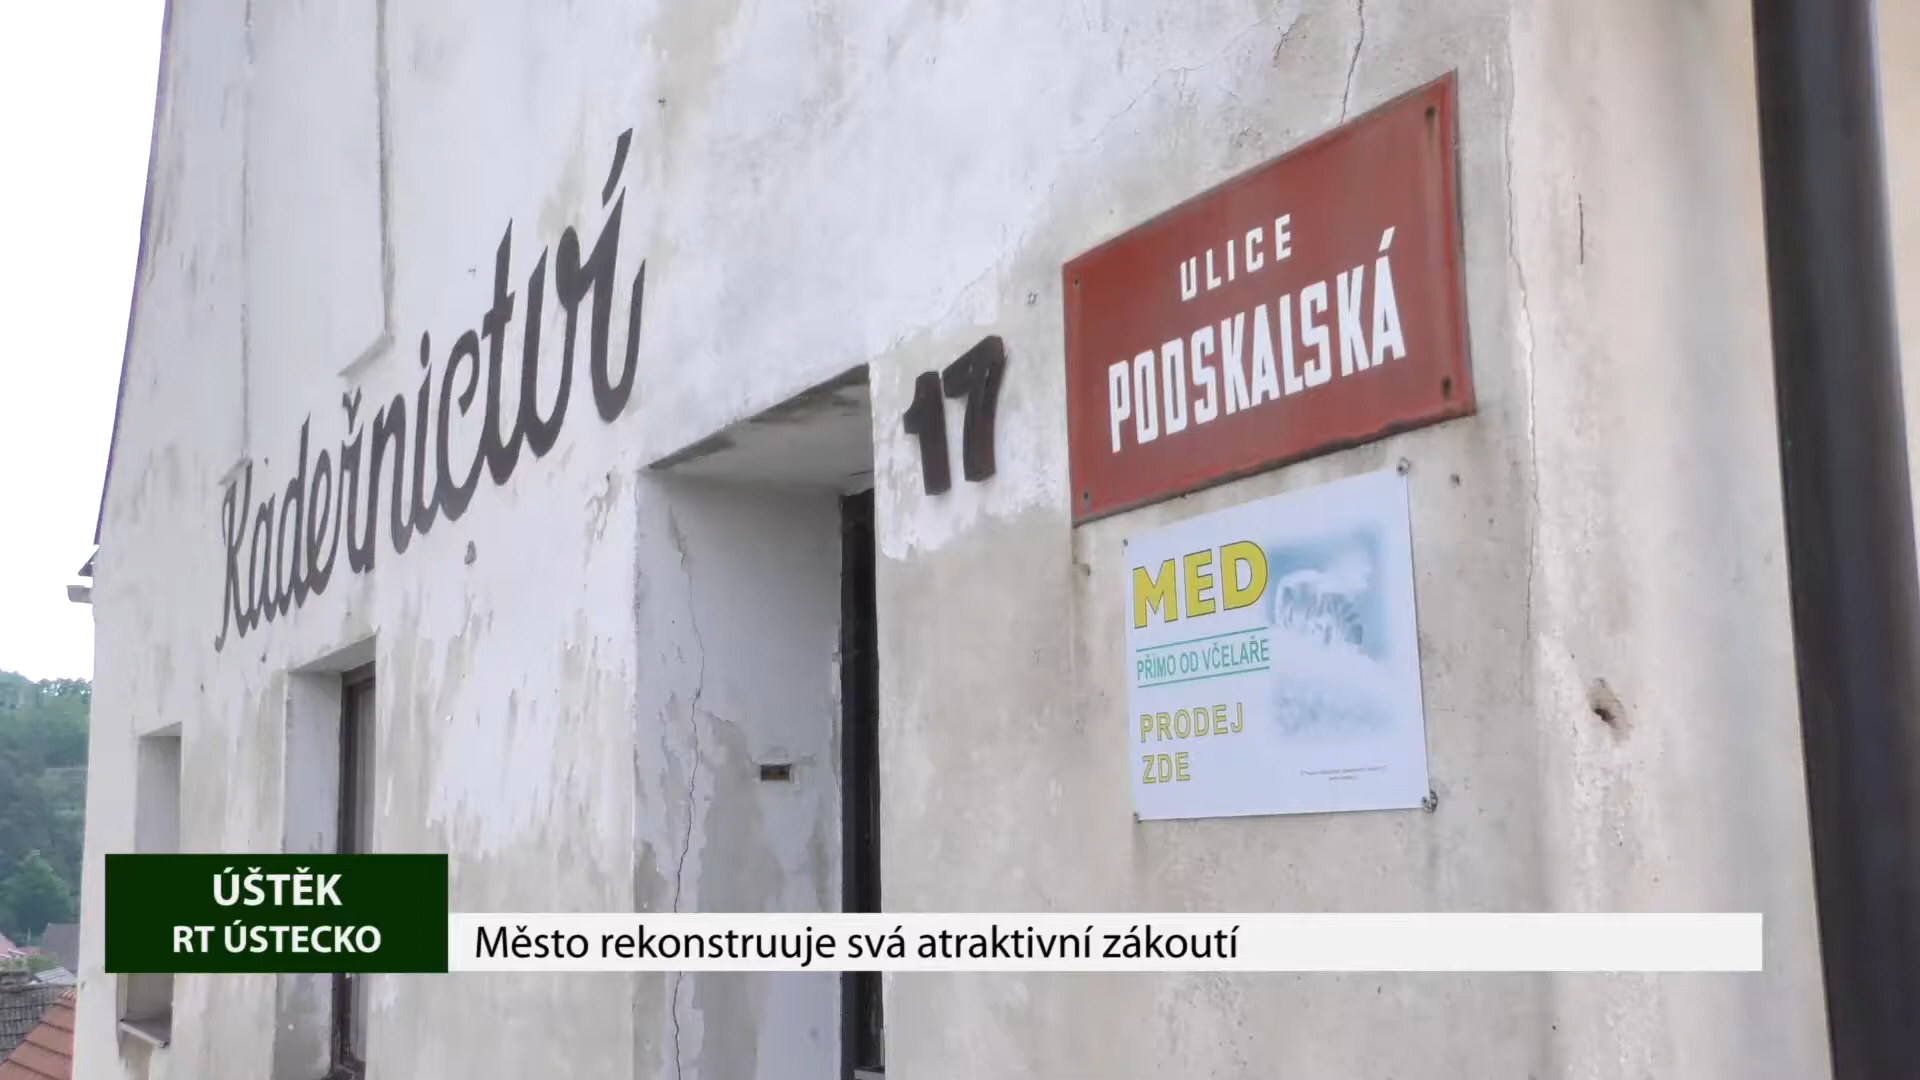 Kadeřnictví
17
ULICE
PODSKALSKÁ
MED
PŘÍMO OD VČELAŘE
PRODEJ
ZDE
ÚŠTĚK
RT ÚSTECKO
Město rekonstruuje svá atraktivní zákoutí